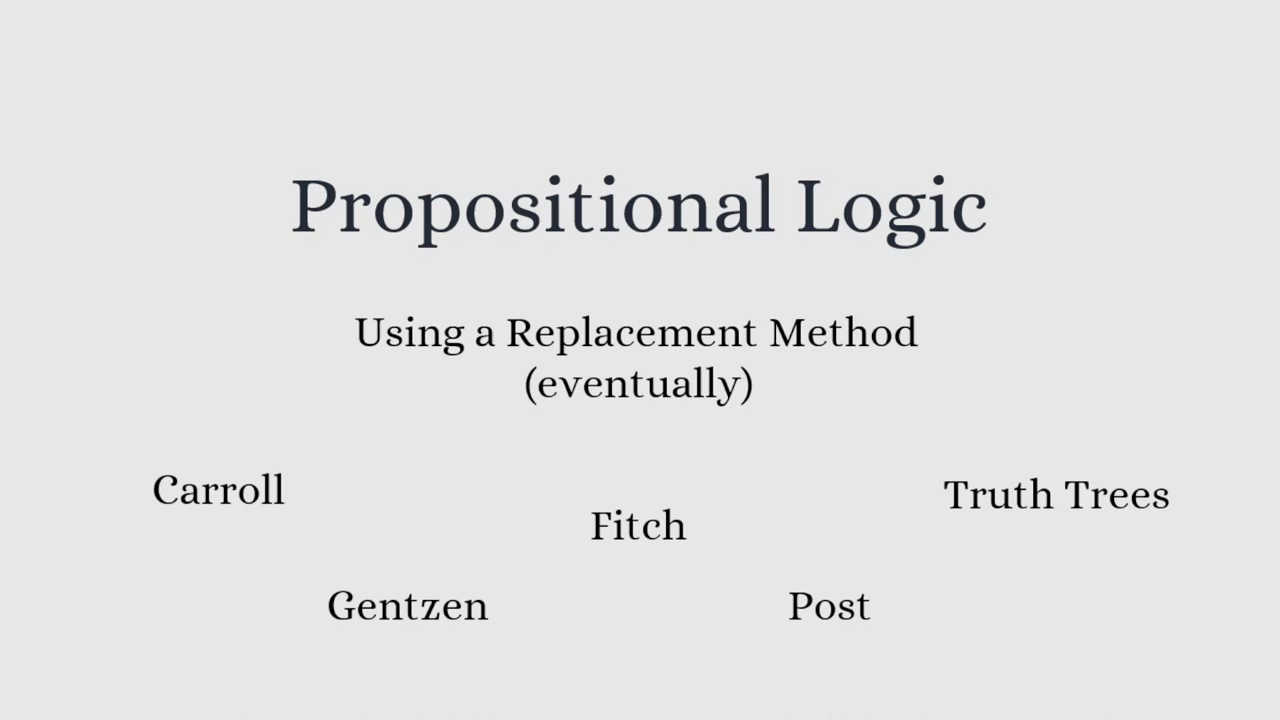 Propositional Logic
Using a Replacement Method
(eventually)
Carroll
Truth Trees
Fitch
Gentzen
Post